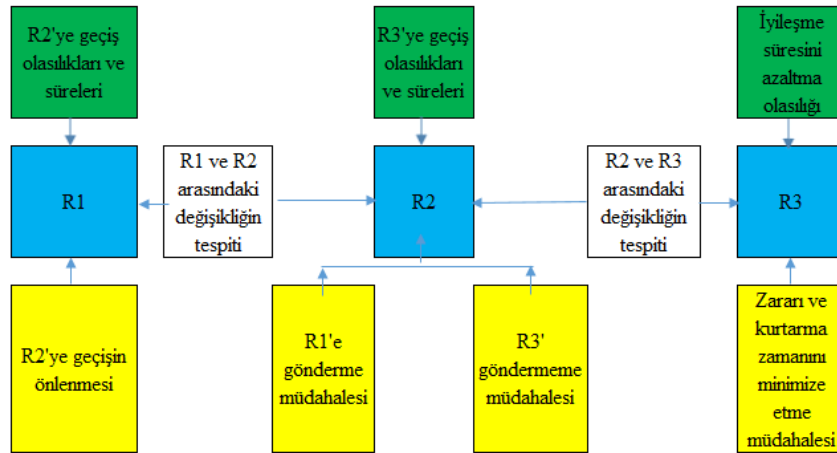 R2'ye geçiş
olasılıkları ve
süreleri
R3'ye geçiş
olasılıkları
ve süreleri
İyileşme
süresini
azaltma
olasılığı
R1
R1 ve R2
arasındaki
değişikliğin
tespiti
R2
R2 ve R3
arasındaki
değişikliğin
tespiti
R3
R2'ye geçişin
önlenmesi
R1'e
gönderme
müdahalesi
R3'
göndermeme
müdahalesi
Zararı ve
kurtarma
zamanını
minimize
etme
müdahalesi